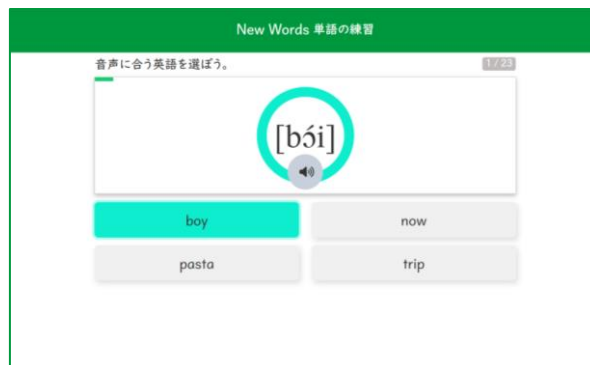 New Words 単語の練習
音声に合う英語を選ぼう。
1 / 23
[bɔ́i]
boy
now
pasta
trip